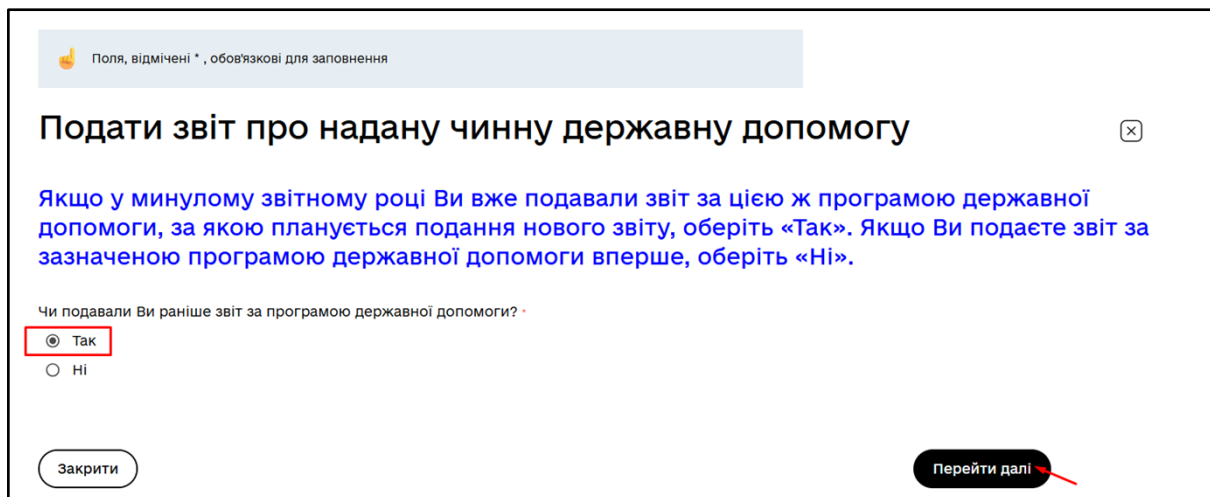 Поля, відмічені * , обов'язкові для заповнення
Подати звіт про надану чинну державну допомогу
Якщо у минулому звітному році Ви вже подавали звіт за цією ж програмою державної
допомоги, за якою планується подання нового звіту, оберіть «Так». Якщо Ви подаєте звіт за
зазначеною програмою державної допомоги вперше, оберіть «Ні».
Чи подавали Ви раніше звіт за програмою державної допомоги? *
Так
Ні
Закрити
Перейти далі